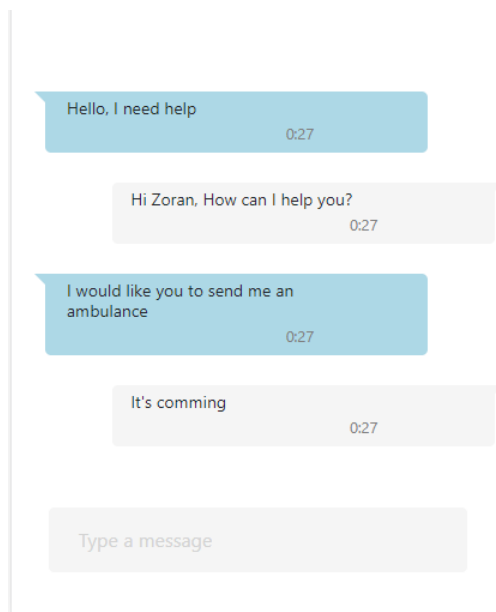 Hello, I need help
0:27
Hi Zoran, How can I help you?
0:27
I would like you to send me an
ambulance
0:27
It's comming
0:27
Type a message